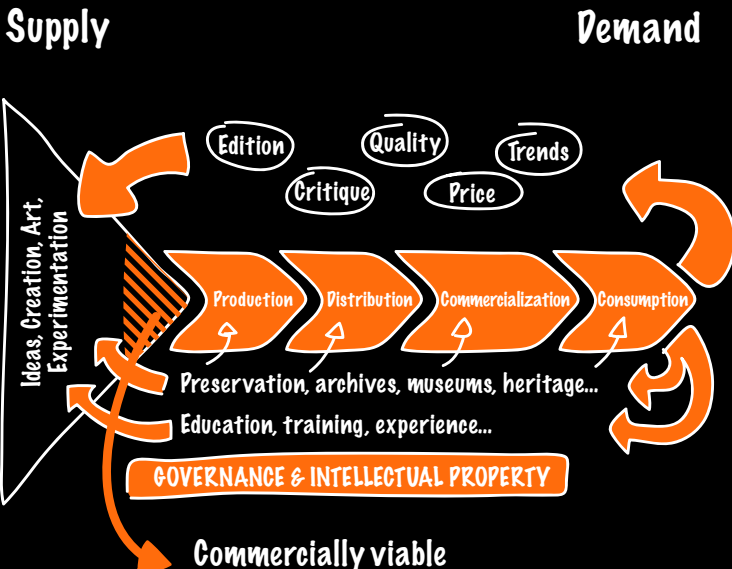 Supply
Demand
Edition
Quality
Trends
Critique
Price
Ideas, Creation, Art,
Experimentation
Production
Distribution
Commercialization
Consumption
Preservation, archives, museums, heritage...
Education, training, experience...
GOVERNANCE & INTELLECTUAL PROPERTY
Commercially viable